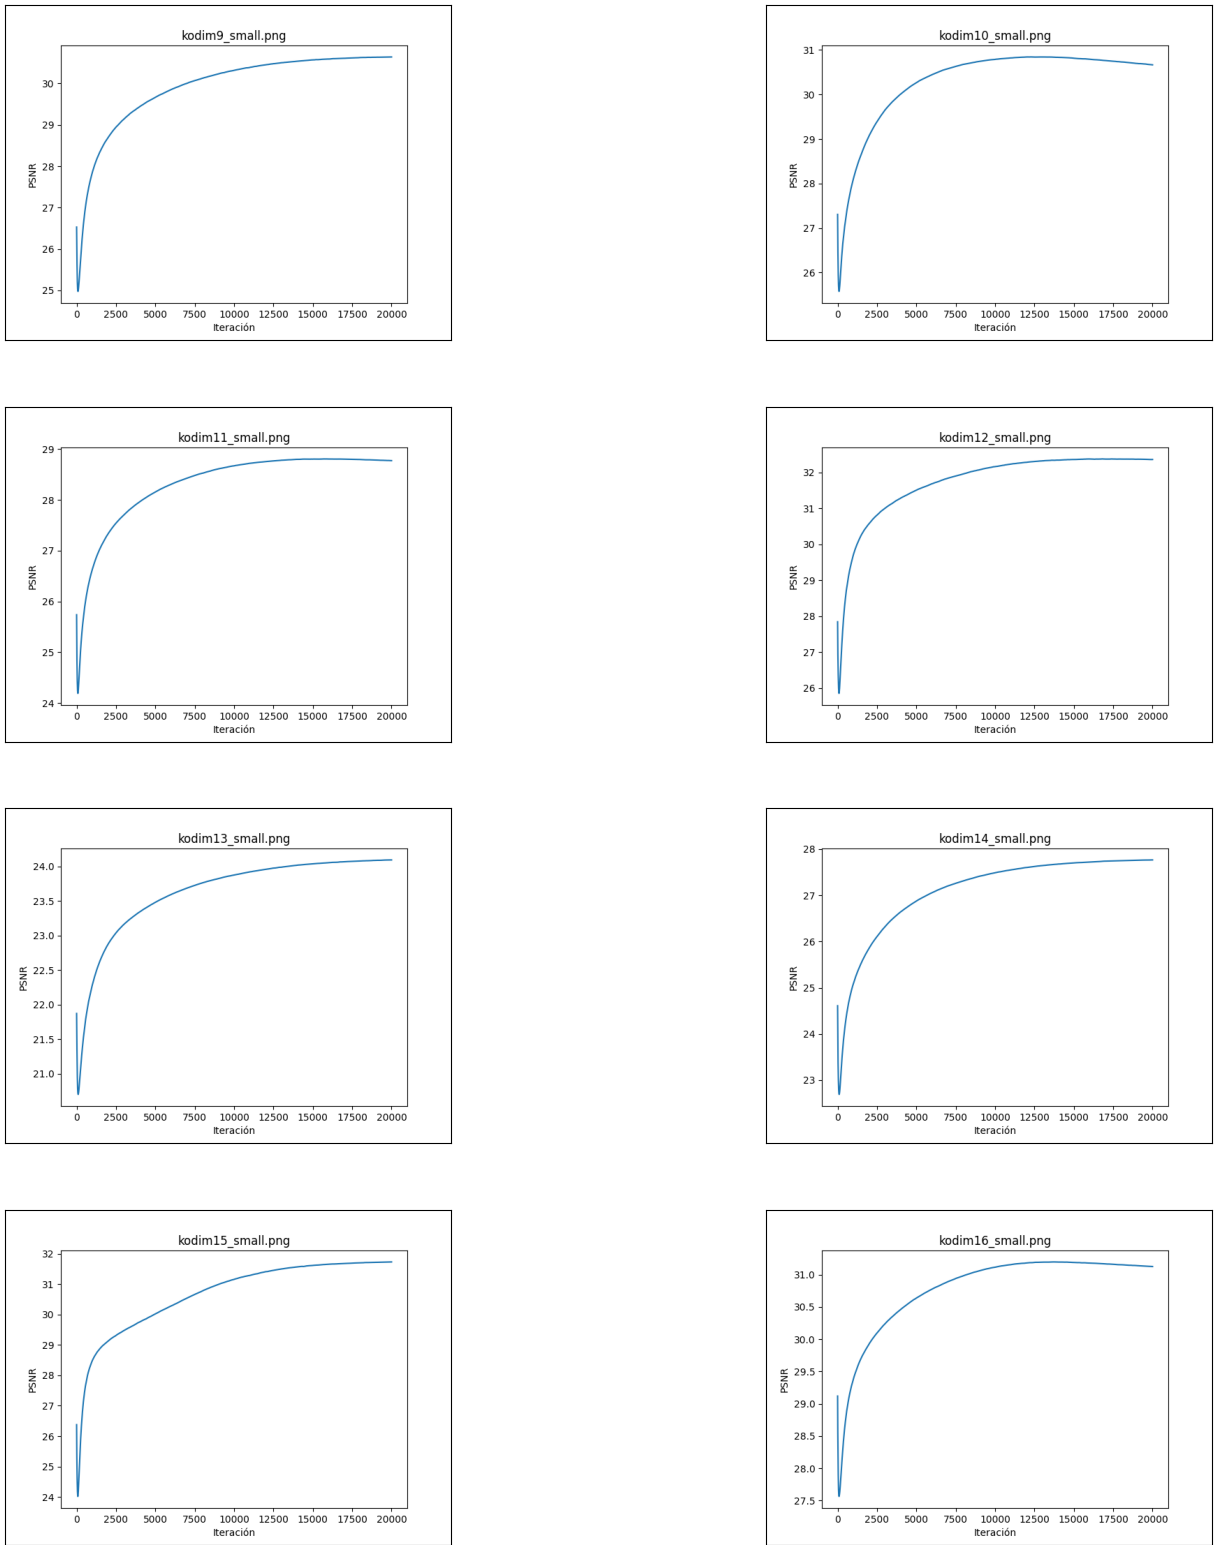 kodim9_small.png
30
29
28
27
26
25
PSNR
0 2500 5000 7500 10000 12500 15000 17500 20000
Iteración
kodim10_small.png
31
30
29
28
27
26
PSNR
0 2500 5000 7500 10000 12500 15000 17500 20000
Iteración
kodim11_small.png
29
28
27
26
25
24
PSNR
0 2500 5000 7500 10000 12500 15000 17500 20000
Iteración
kodim12_small.png
32
31
30
29
28
27
26
PSNR
0 2500 5000 7500 10000 12500 15000 17500 20000
Iteración
kodim13_small.png
24.0
23.5
23.0
22.5
22.0
21.5
21.0
PSNR
0 2500 5000 7500 10000 12500 15000 17500 20000
Iteración
kodim14_small.png
28
27
26
25
24
23
PSNR
0 2500 5000 7500 10000 12500 15000 17500 20000
Iteración
kodim15_small.png
32
31
30
29
28
27
26
25
24
PSNR
0 2500 5000 7500 10000 12500 15000 17500 20000
Iteración
kodim16_small.png
31.0
30.5
30.0
29.5
29.0
28.5
28.0
27.5
PSNR
0 2500 5000 7500 10000 12500 15000 17500 20000
Iteración